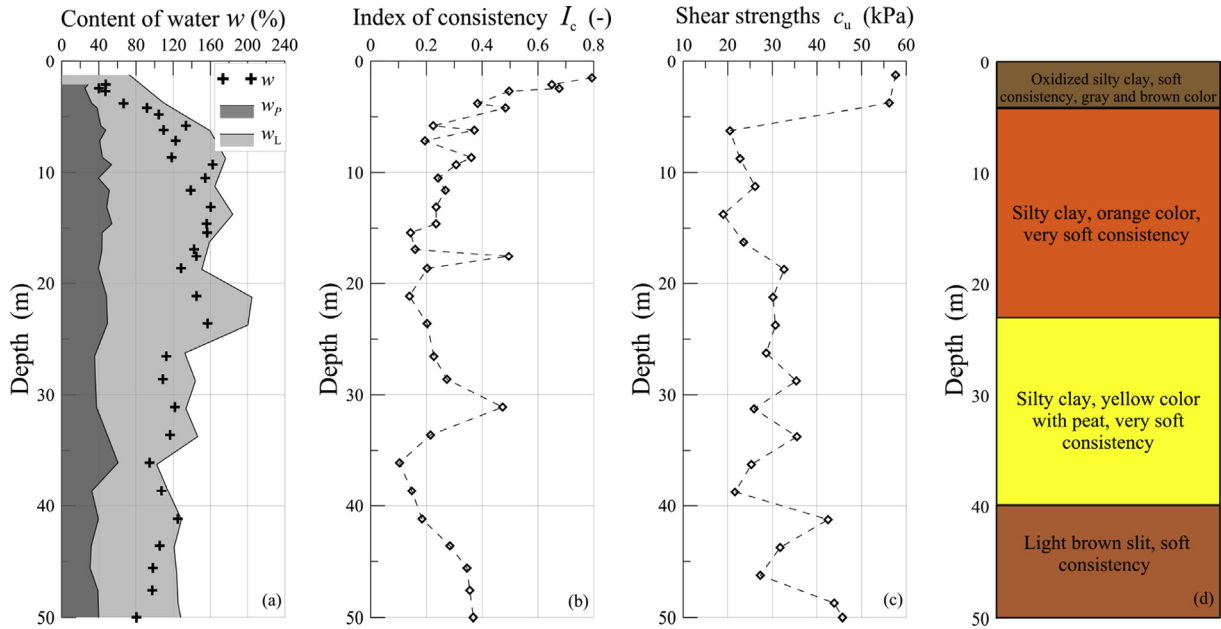 Content of water w (%)
0 40 80 120 160 200 240
0
10
20
30
40
50
Depth (m)
w
wP
wL
(a)
Index of consistency Ic (-)
0 0.2 0.4 0.6 0.8
0
10
20
30
40
50
Depth (m)
(b)
Shear strengths cu (kPa)
10 20 30 40 50 60
0
10
20
30
40
50
Depth (m)
(c)
0
10
20
30
40
50
Depth (m)
Oxidized silty clay, soft
consistency, gray and brown color
Silty clay, orange color,
very soft consistency
Silty clay, yellow color
with peat, very soft
consistency
Light brown slit, soft
consistency
(d)